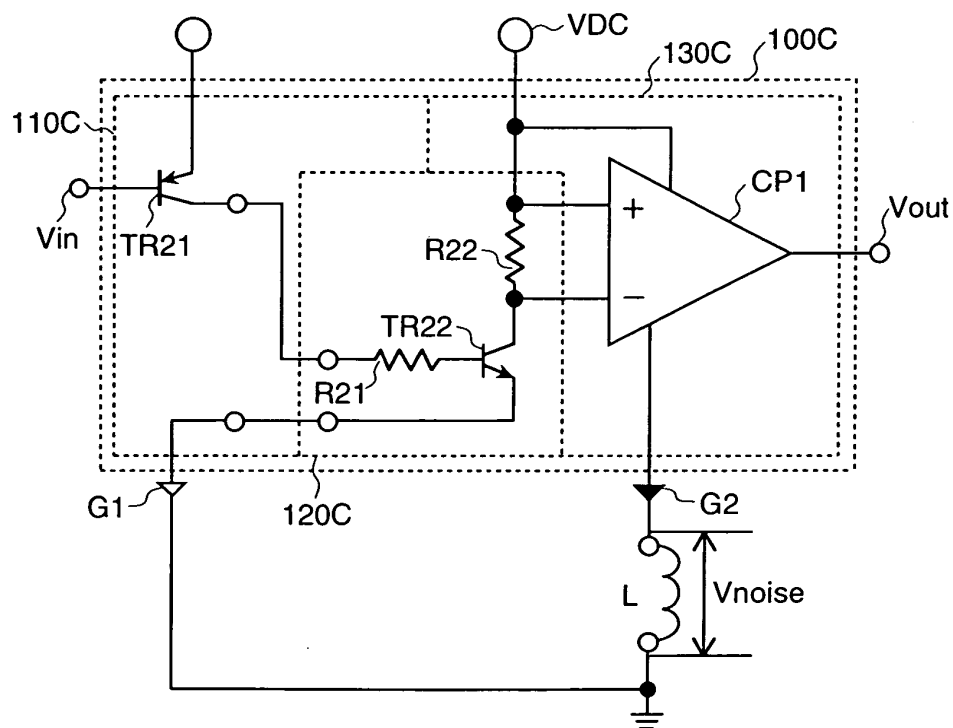 VDC
100C
130C
110C
CP1
+
Vin
TR21
R22
Vout
−
TR22
R21
G1
120C
G2
L
Vnoise